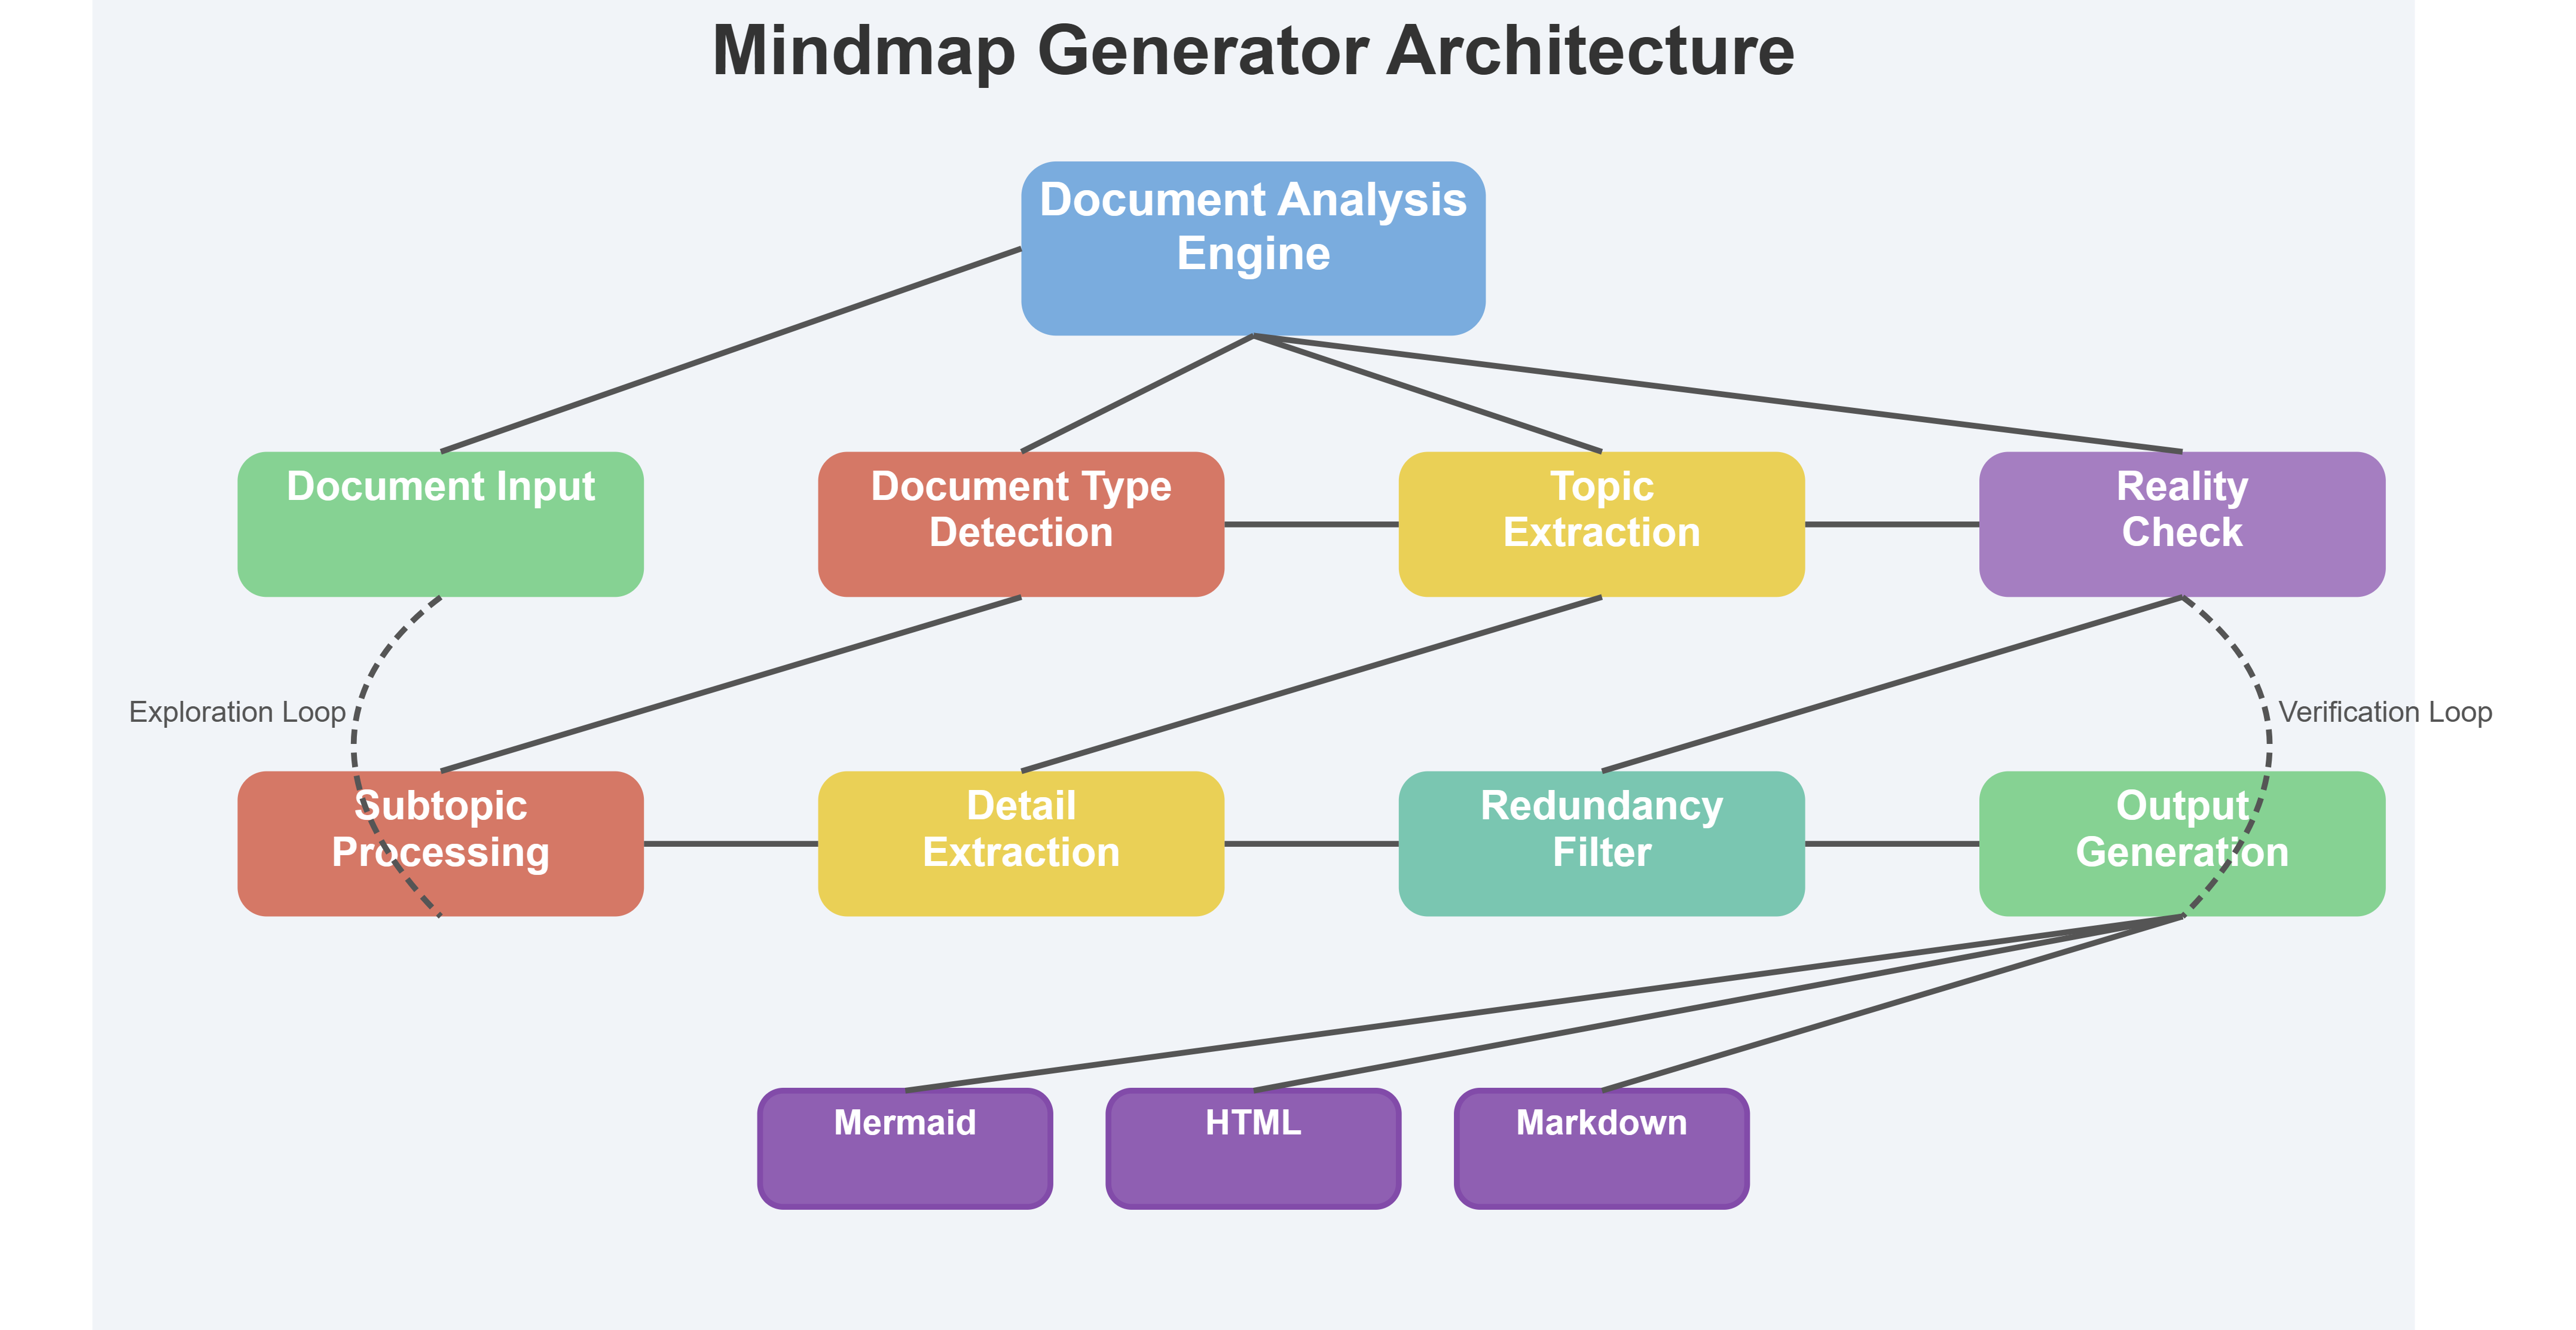 Mindmap Generator Architecture
Document Analysis
Engine
Document Input
Document Type
Detection
Topic
Extraction
Reality
Check
Exploration Loop
Verification Loop
Subtopic
Processing
Detail
Extraction
Redundancy
Filter
Output
Generation
Mermaid
HTML
Markdown